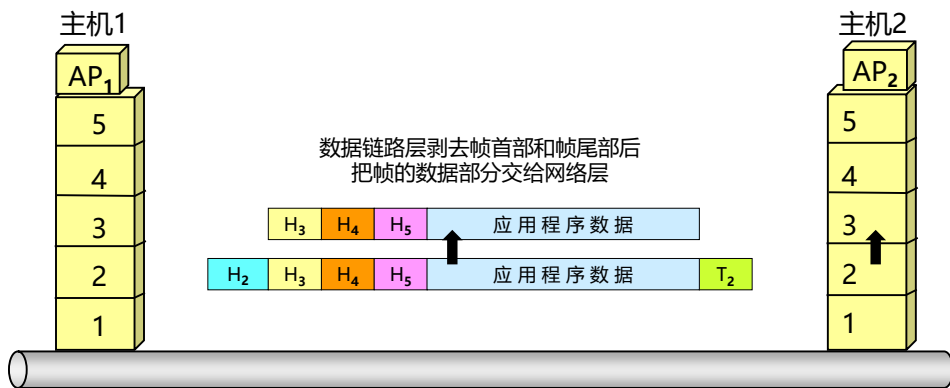 主机1
主机2
AP1
AP2
5
4
3
2
1
数据链路层剥去帧首部和帧尾部后
把帧的数据部分交给网络层
H3 H4 H5 应用程序数据
H2 H3 H4 H5 应用程序数据 T2
5
4
3
2
1